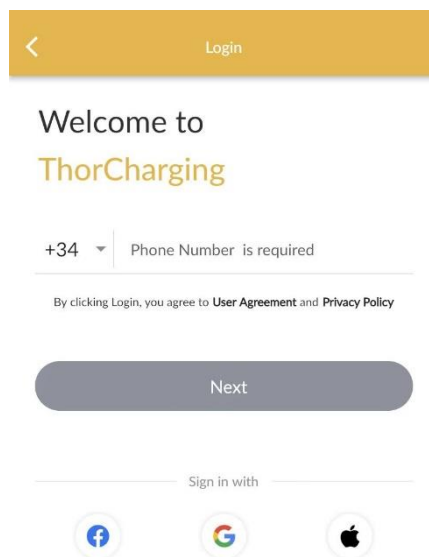 Login
Welcome to
ThorCharging
+34 Phone Number is required
By clicking Login, you agree to User Agreement and Privacy Policy
Next
Sign in with